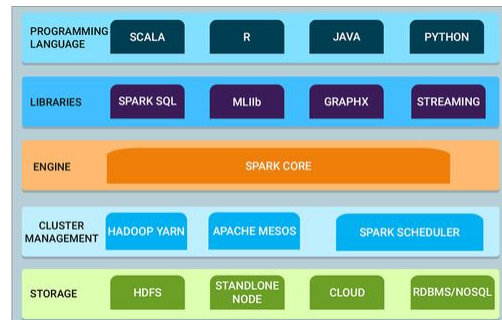 PROGRAMMING
LANGUAGE
SCALA
R
JAVA
PYTHON
LIBRARIES
SPARK SQL
MLIIb
GRAPHX
STREAMING
ENGINE
SPARK CORE
CLUSTER
MANAGEMENT
HADOOP YARN
APACHE MESOS
SPARK SCHEDULER
STORAGE
HDFS
STANDLONE
NODE
CLOUD
RDBMS/NOSQL